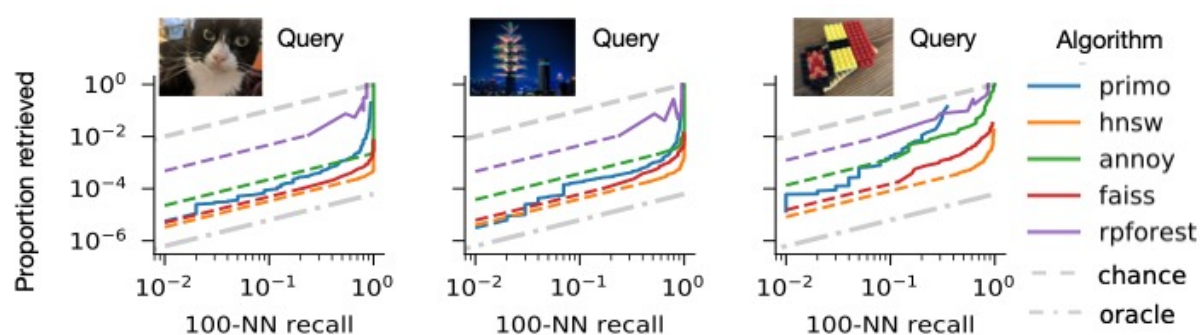 Query
Query
Query
Algorithm
Proportion retrieved
10^0
10^-2
10^-4
10^-6
10^-2 10^-1 10^0
10^-2 10^-1 10^0
10^-2 10^-1 10^0
100-NN recall
100-NN recall
100-NN recall
primo
hnsw
annoy
faiss
rpforest
chance
oracle